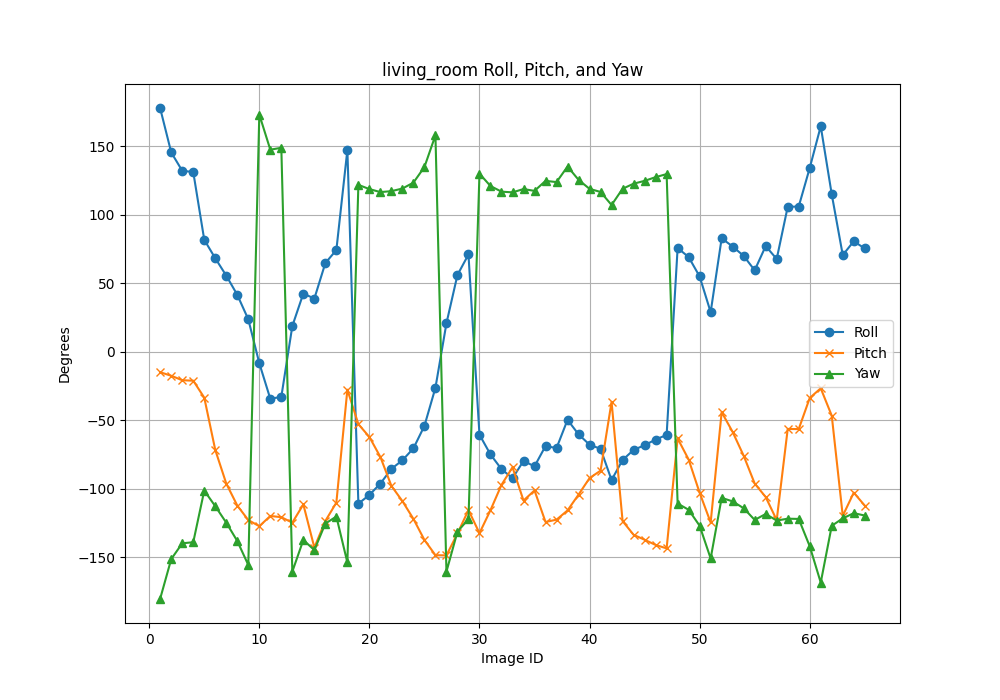 living_room Roll, Pitch, and Yaw
150
100
50
0
−50
−100
−150
Degrees
Roll
Pitch
Yaw
0 10 20 30 40 50 60
Image ID